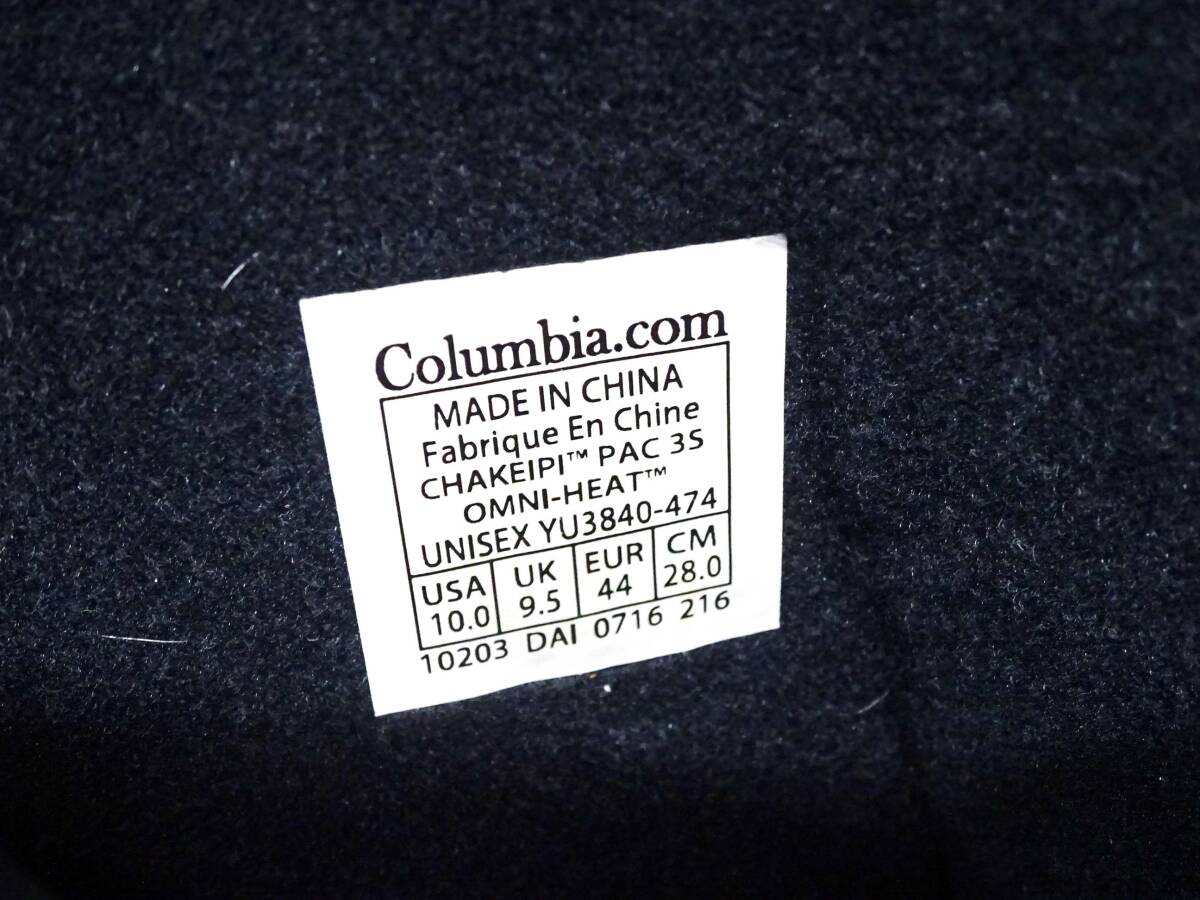 Columbia.com
MADE IN CHINA
Fabrique En Chine
CHAKEIPI™ PAC 3S
OMNI-HEAT™
UNISEX YU3840-474
USA UK EUR CM
10.0 9.5 44 28.0
10203 DAI 0716 216